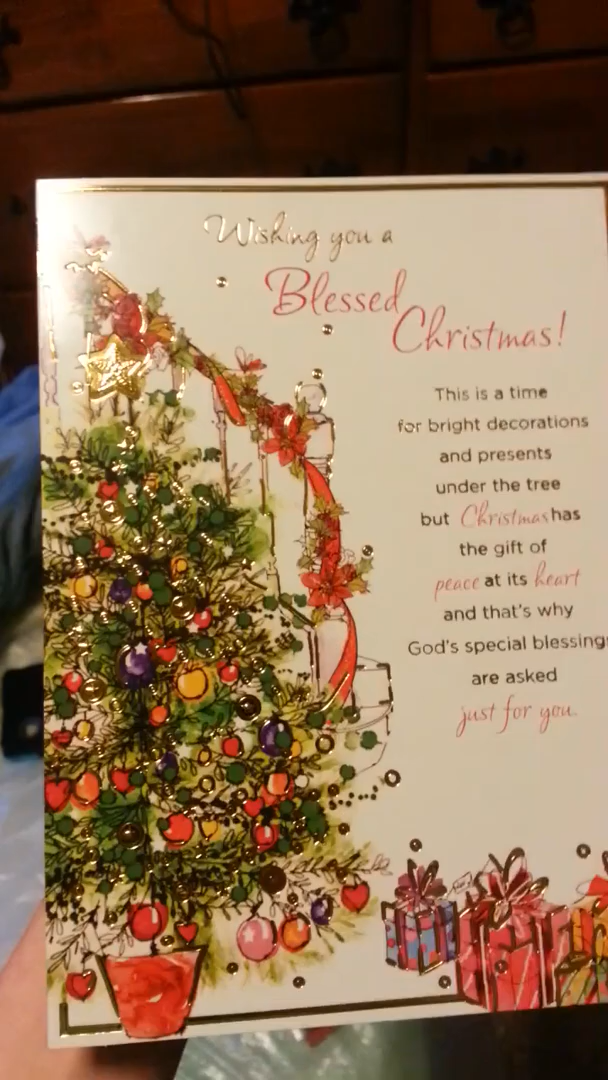 Wishing you a
Blessed
Christmas!
This is a time
for bright decorations
and presents
under the tree
but Christmas has
the gift of
peace at its heart
and that's why
God's special blessings
are asked
just for you.